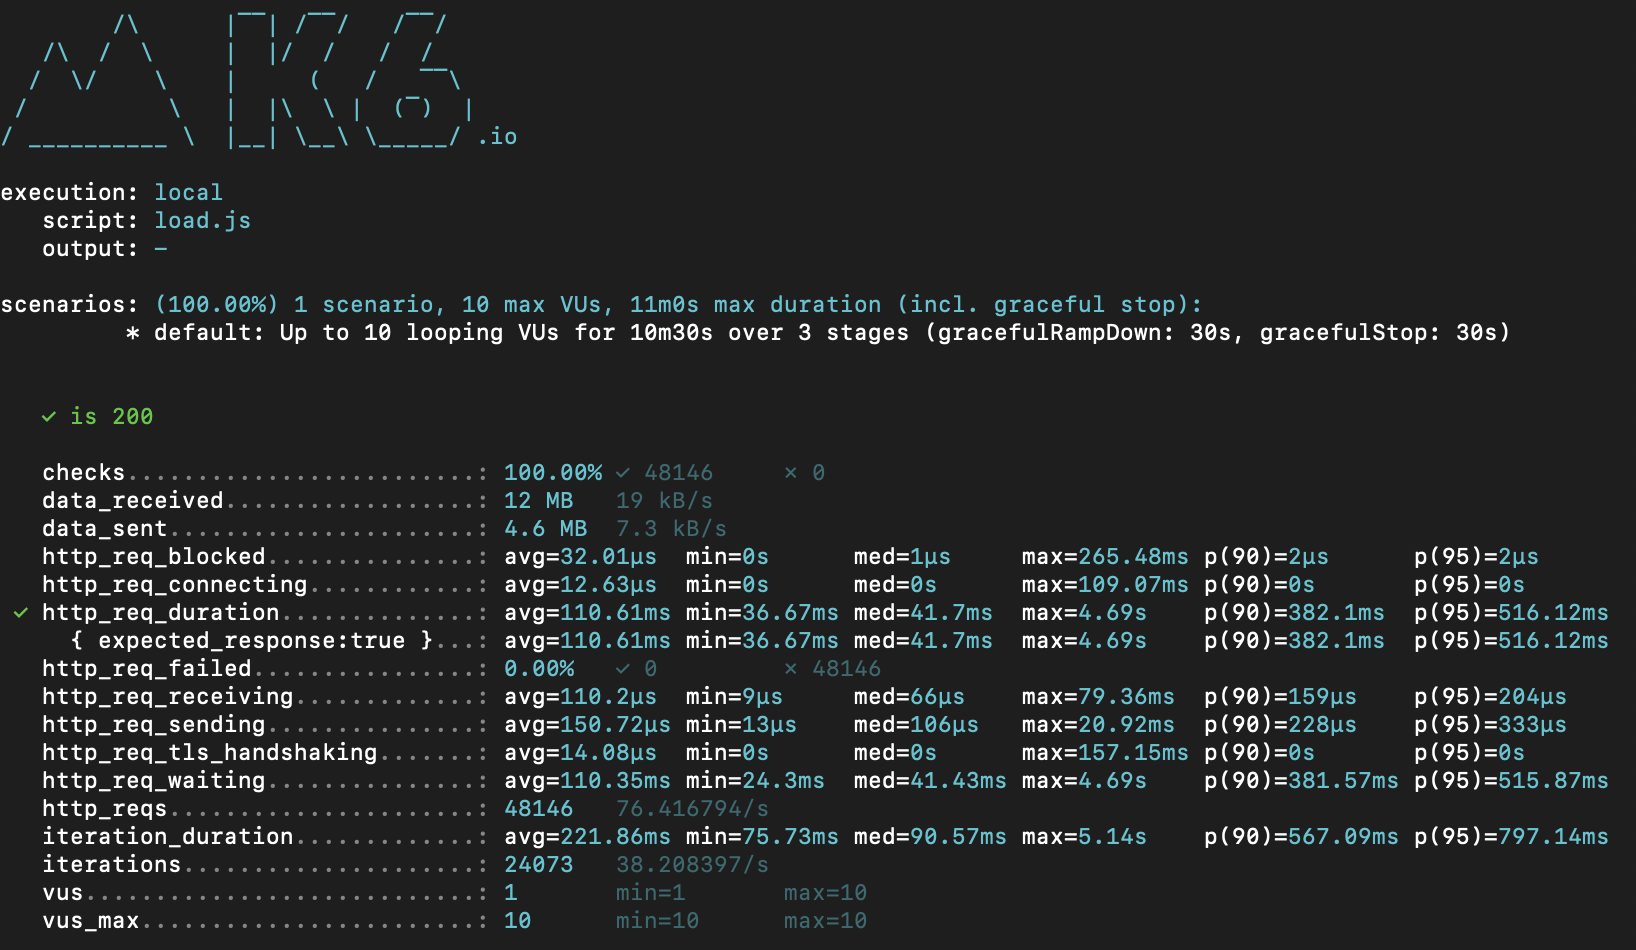 /\      |‾‾| /‾‾/   /‾‾/
     /\  /  \     |  |/  /   /  /
    /  \/    \    |     (   /   ‾‾\
   /          \   |  |\  \ |  (‾)  |
  / __________ \  |__| \__\ \_____/ .io
execution: local
script: load.js
output: -
scenarios: (100.00%) 1 scenario, 10 max VUs, 11m0s max duration (incl. graceful stop):
* default: Up to 10 looping VUs for 10m30s over 3 stages (gracefulRampDown: 30s, gracefulStop: 30s)
✓ is 200
checks.........................: 100.00% ✓ 48146 ✗ 0
data_received..................: 12 MB 19 kB/s
data_sent......................: 4.6 MB 7.3 kB/s
http_req_blocked...............: avg=32.01µs min=0s med=1µs max=265.48ms p(90)=2µs p(95)=2µs
http_req_connecting............: avg=12.63µs min=0s med=0s max=109.07ms p(90)=0s p(95)=0s
✓ http_req_duration..............: avg=110.61ms min=36.67ms med=41.7ms max=4.69s p(90)=382.1ms p(95)=516.12ms
{ expected_response:true }...: avg=110.61ms min=36.67ms med=41.7ms max=4.69s p(90)=382.1ms p(95)=516.12ms
http_req_failed................: 0.00% ✓ 0 ✗ 48146
http_req_receiving.............: avg=110.2µs min=9µs med=66µs max=79.36ms p(90)=159µs p(95)=204µs
http_req_sending...............: avg=150.72µs min=13µs med=106µs max=20.92ms p(90)=228µs p(95)=333µs
http_req_tls_handshaking.......: avg=14.08µs min=0s med=0s max=157.15ms p(90)=0s p(95)=0s
http_req_waiting...............: avg=110.35ms min=24.3ms med=41.43ms max=4.69s p(90)=381.57ms p(95)=515.87ms
http_reqs......................: 48146 76.416794/s
iteration_duration.............: avg=221.86ms min=75.73ms med=90.57ms max=5.14s p(90)=567.09ms p(95)=797.14ms
iterations.....................: 24073 38.208397/s
vus............................: 1 min=1 max=10
vus_max........................: 10 min=10 max=10